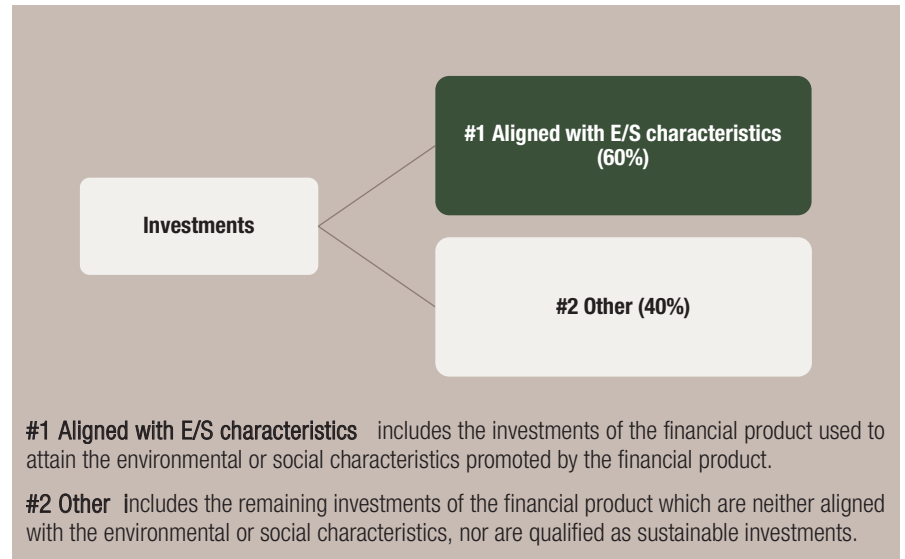 #1 Aligned with E/S characteristics
(60%)
Investments
#2 Other (40%)
#1 Aligned with E/S characteristics includes the investments of the financial product used to
attain the environmental or social characteristics promoted by the financial product.
#2 Other includes the remaining investments of the financial product which are neither aligned
with the environmental or social characteristics, nor are qualified as sustainable investments.